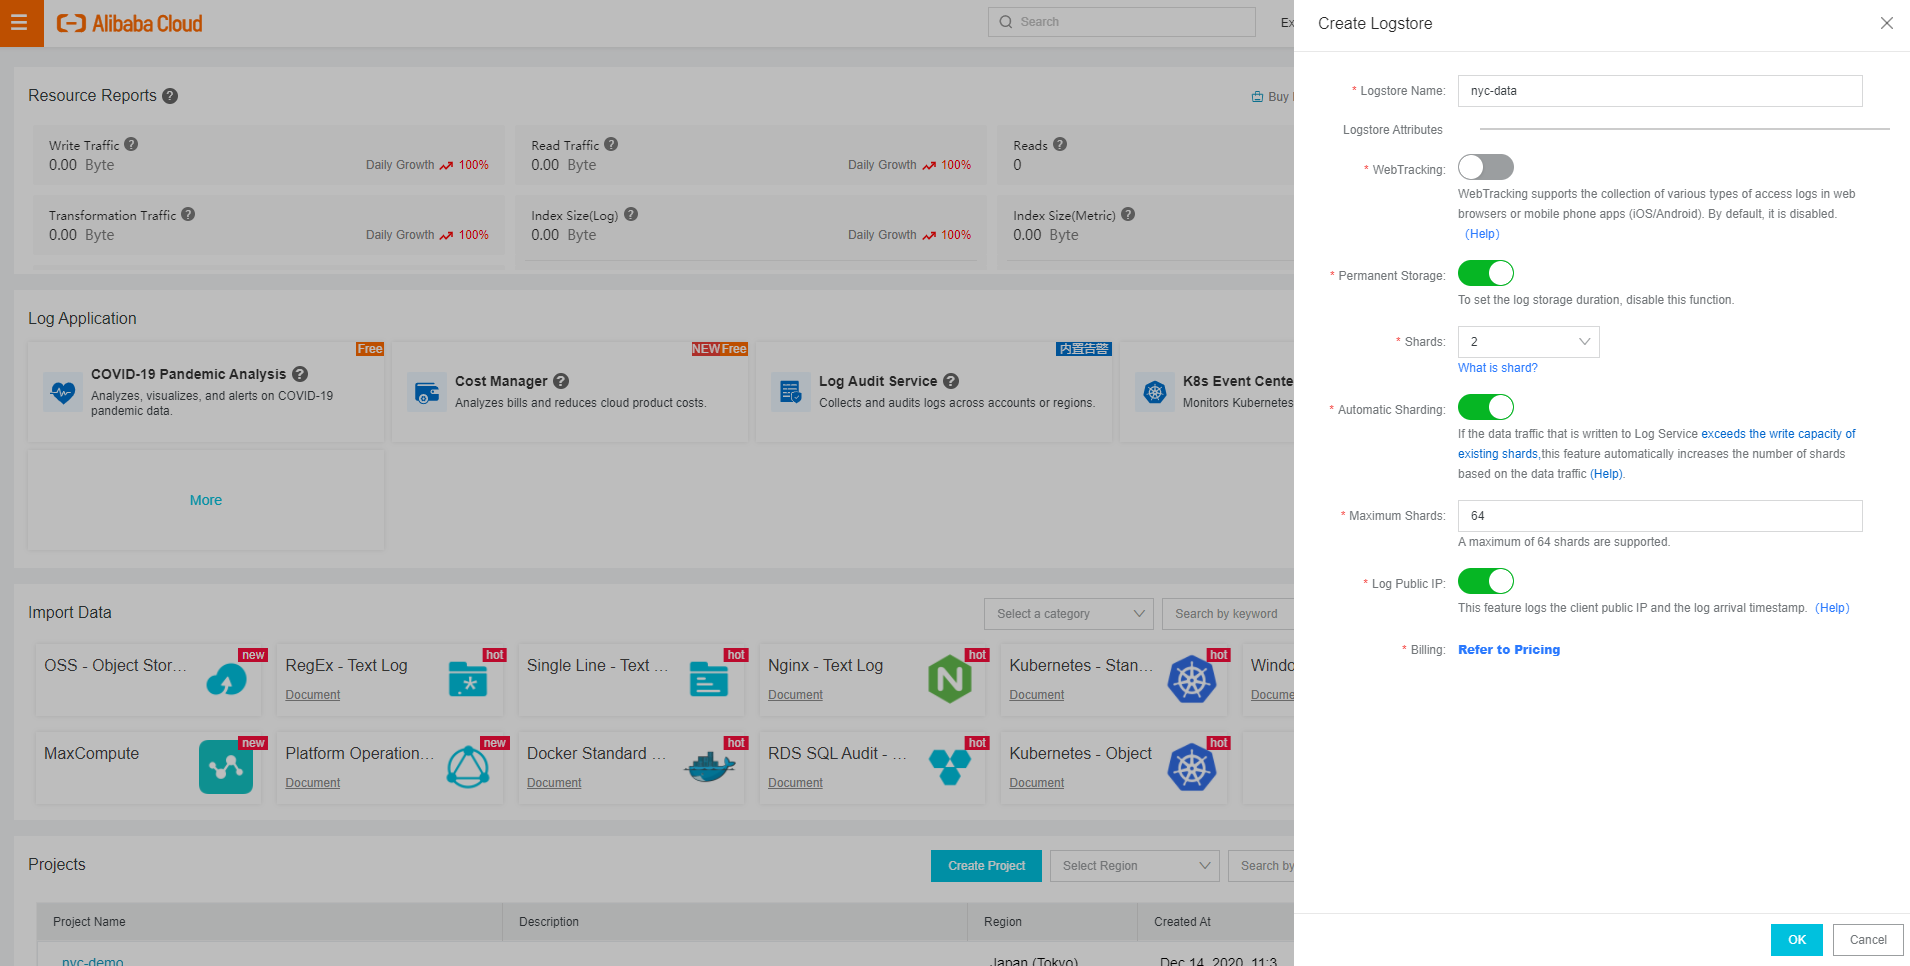 Alibaba Cloud
Search
Ex
Resource Reports
Buy
Write Traffic
0.00 Byte
Daily Growth 100%
Read Traffic
0.00 Byte
Daily Growth 100%
Reads
0
Transformation Traffic
0.00 Byte
Daily Growth 100%
Index Size(Log)
0.00 Byte
Daily Growth 100%
Index Size(Metric)
0.00 Byte
Log Application
Free
COVID-19 Pandemic Analysis
Analyzes, visualizes, and alerts on COVID-19
pandemic data.
NEW Free
Cost Manager
Analyzes bills and reduces cloud product costs.
内置告警
Log Audit Service
Collects and audits logs across accounts or regions.
K8s Event Cente
Monitors Kubernetes
More
Import Data
Select a category
Search by keyword
OSS - Object Stor...
new
RegEx - Text Log
hot
Document
Single Line - Text ...
hot
Nginx - Text Log
hot
Document
Kubernetes - Stan...
hot
Document
Windo
Docume
MaxCompute
new
Platform Operation...
new
Document
Docker Standard ...
hot
Document
RDS SQL Audit - ...
hot
Document
Kubernetes - Object
hot
Document
Projects
Create Project
Select Region
Search by
Project Name
Description
Region
Created At
nyc-demo
Japan (Tokyo)
Dec 14, 2020, 11:3
Create Logstore
* Logstore Name:
nyc-data
Logstore Attributes
* WebTracking:
WebTracking supports the collection of various types of access logs in web
browsers or mobile phone apps (iOS/Android). By default, it is disabled.
(Help)
* Permanent Storage:
To set the log storage duration, disable this function.
* Shards:
2
What is shard?
* Automatic Sharding:
If the data traffic that is written to Log Service exceeds the write capacity of
existing shards,this feature automatically increases the number of shards
based on the data traffic (Help).
* Maximum Shards:
64
A maximum of 64 shards are supported.
* Log Public IP:
This feature logs the client public IP and the log arrival timestamp. (Help)
* Billing:
Refer to Pricing
OK
Cancel